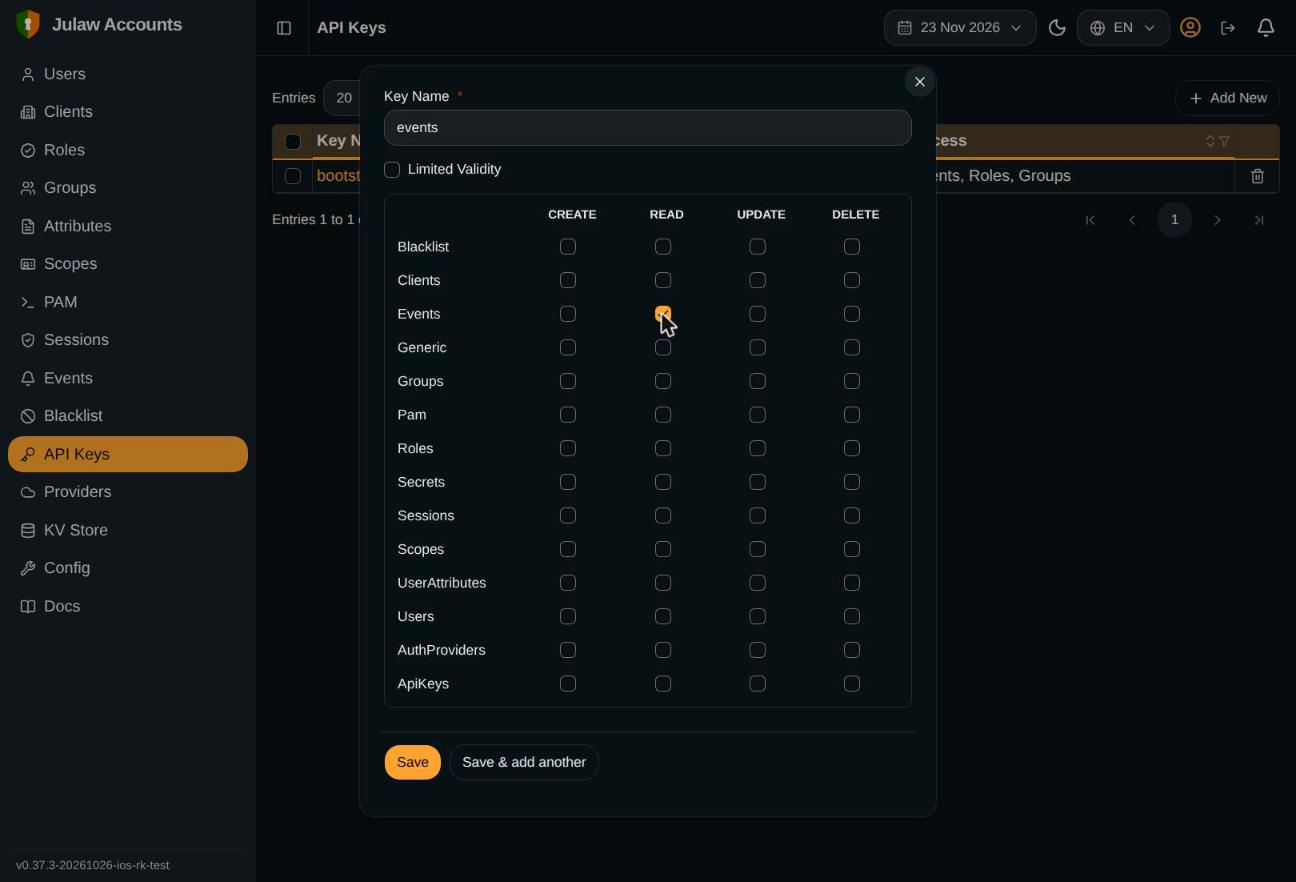 Julaw Accounts
API Keys
23 Nov 2026
EN
Users
Clients
Roles
Groups
Attributes
Scopes
PAM
Sessions
Events
Blacklist
API Keys
Providers
KV Store
Config
Docs
v0.37.3-20261026-ios-rk-test
Entries 20
Add New
Key N
cess
bootst
nts, Roles, Groups
Entries 1 to 1
1
Key Name *
events
Limited Validity
CREATE READ UPDATE DELETE
Blacklist
Clients
Events
Generic
Groups
Pam
Roles
Secrets
Sessions
Scopes
UserAttributes
Users
AuthProviders
ApiKeys
Save
Save & add another